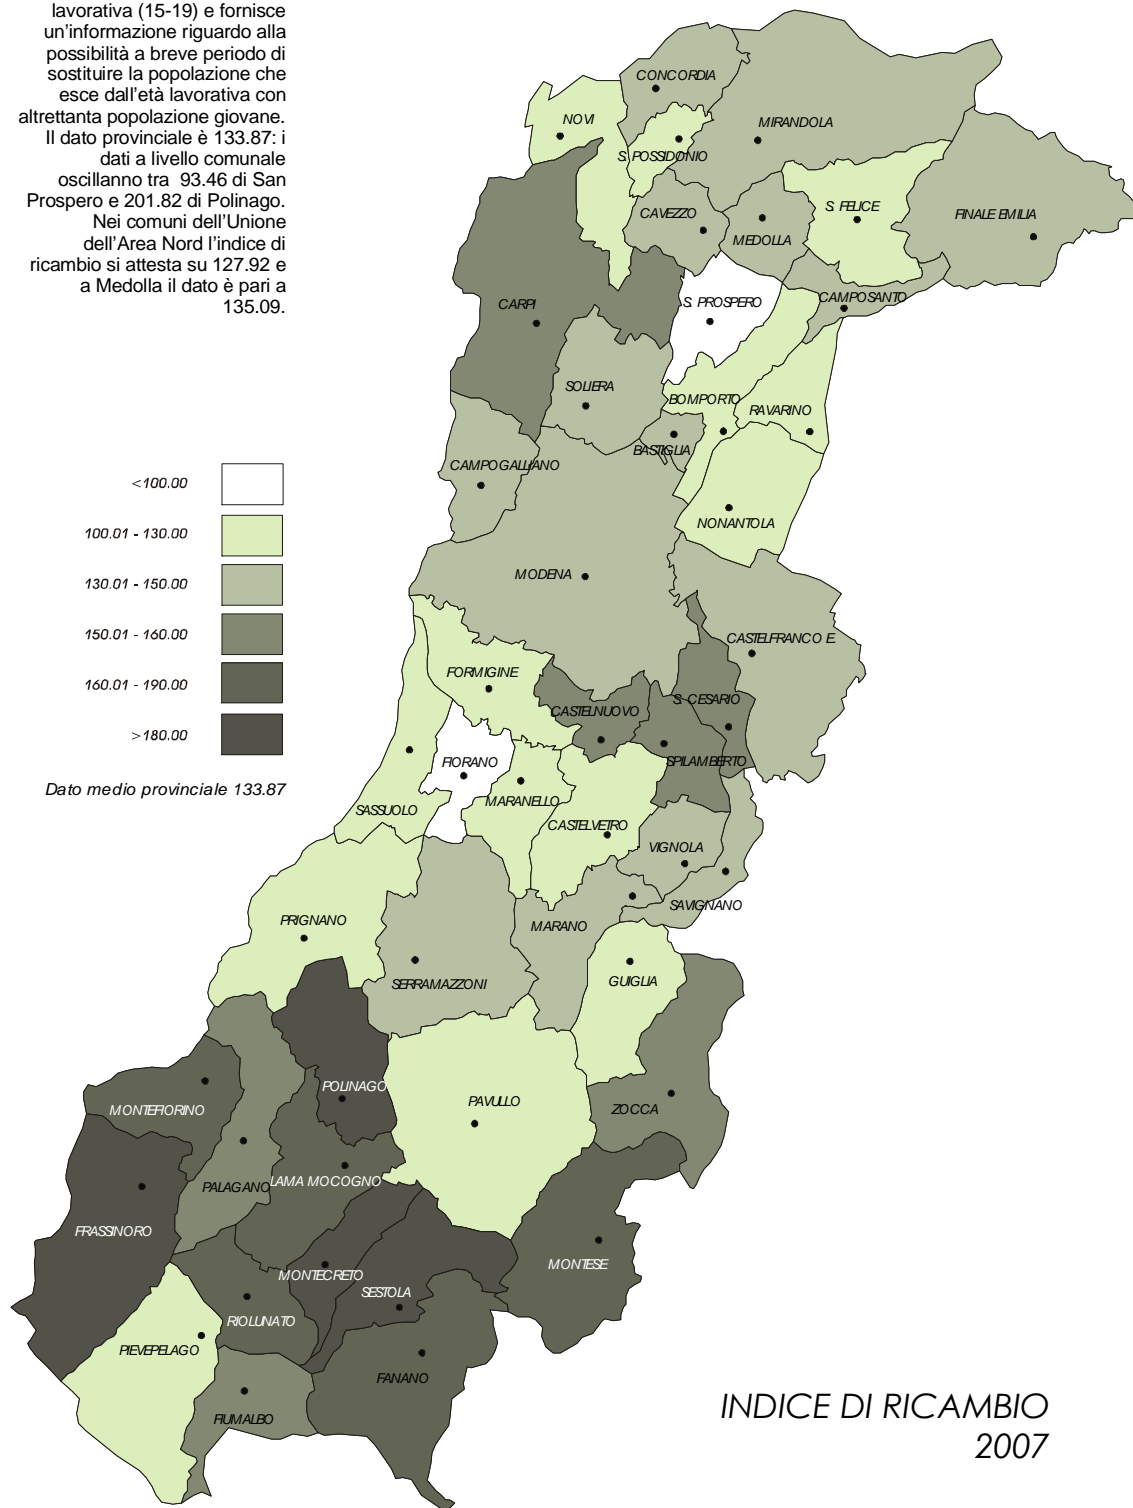 lavorativa (15-19) e fornisce
un'informazione riguardo alla
possibilità a breve periodo di
sostituire la popolazione che
esce dall'età lavorativa con
altrettanta popolazione giovane.
Il dato provinciale è 133.87: i
dati a livello comunale
oscillanno tra  93.46 di San
Prospero e 201.82 di Polinago.
Nei comuni dell'Unione
dell'Area Nord l'indice di
ricambio si attesta su 127.92 e
a Medolla il dato è pari a
135.09.
CONCORDIA
NOVI
MIRANDOLA
S. POSSIDONIO
CAVEZZO
MEDOLLA
S. FELICE
FINALE EMILIA
CARPI
S. PROSPERO
CAMPOSANTO
SOLIERA
BOMPORTO
RAVARINO
BASTIGLIA
CAMPOGALLIANO
NONANTOLA
MODENA
<100.00
100.01 - 130.00
130.01 - 150.00
150.01 - 160.00
160.01 - 190.00
>180.00
Dato medio provinciale 133.87
CASTELFRANCO E.
FORMIGINE
CASTELNUOVO
S. CESARIO
FIORANO
SPILAMBERTO
SASSUOLO
MARANELLO
CASTELVETRO
VIGNOLA
SAVIGNANO
PRIGNANO
MARANO
SERRAMAZZONI
GUIGLIA
POLINAGO
MONTEFIORINO
PAVULLO
ZOCCA
PALAGANO
LAMA MOCOGNO
FRASSINORO
MONTECRETO
SESTOLA
MONTESE
RIOLUNATO
PIEVEPELAGO
FANANO
FIUMALBO
INDICE DI RICAMBIO
2007